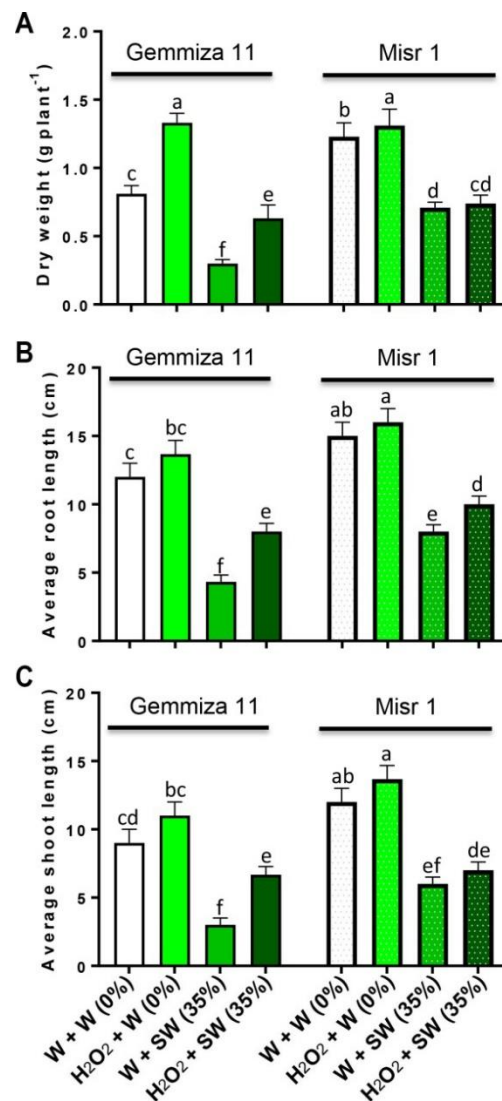 A
Gemmiza 11
Misr 1
Dry weight (g plant⁻¹)
2.0
1.5
1.0
0.5
0.0
c
a
f
e
b
a
d
cd
B
Gemmiza 11
Misr 1
Average root length (cm)
20
15
10
5
0
c
bc
f
e
ab
a
e
d
C
Gemmiza 11
Misr 1
Average shoot length (cm)
20
15
10
5
0
cd
bc
f
e
ab
a
ef
de
W + W (0%)
H₂O₂ + W (0%)
W + SW (35%)
H₂O₂ + SW (35%)
W + W (0%)
H₂O₂ + W (0%)
W + SW (35%)
H₂O₂ + SW (35%)